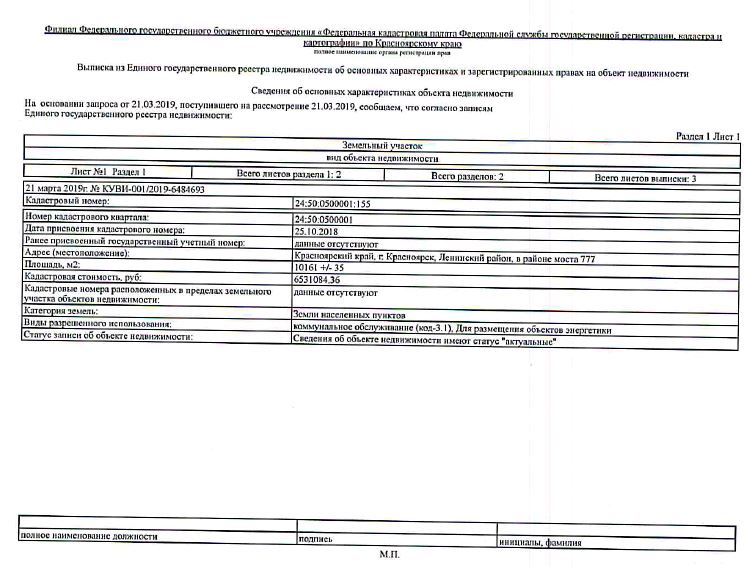 Филиал Федерального государственного бюджетного учреждения «Федеральная кадастровая палата Федеральной службы государственной регистрации, кадастра и
картографии» по Красноярскому краю
полное наименование органа регистрации прав
Выписка из Единого государственного реестра недвижимости об основных характеристиках и зарегистрированных правах на объект недвижимости
Сведения об основных характеристиках объекта недвижимости
На основании запроса от 21.03.2019, поступившего на рассмотрение 21.03.2019, сообщаем, что согласно записям
Единого государственного реестра недвижимости:
Раздел 1 Лист 1
Земельный участок
вид объекта недвижимости
Лист №1 Раздел 1 Всего листов раздела 1: 2 Всего разделов: 2 Всего листов выписки: 3
21 марта 2019г. № КУВИ-001/2019-6484693
Кадастровый номер: 24:50:0500001:155
Номер кадастрового квартала: 24:50:0500001
Дата присвоения кадастрового номера: 25.10.2018
Ранее присвоенный государственный учетный номер: данные отсутствуют
Адрес (местоположение): Красноярский край, г. Красноярск, Ленинский район, в районе моста 777
Площадь, м2: 10161 +/- 35
Кадастровая стоимость, руб: 6531084.36
Кадастровые номера расположенных в пределах земельного данные отсутствуют
участка объектов недвижимости:
Категория земель: Земли населенных пунктов
Виды разрешенного использования: коммунальное обслуживание (код-3.1), Для размещения объектов энергетики
Статус записи об объекте недвижимости: Сведения об объекте недвижимости имеют статус "актуальные"
полное наименование должности подпись инициалы, фамилия
М.П.